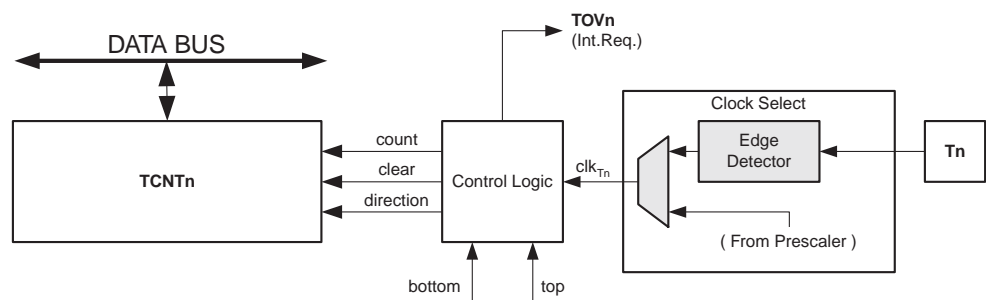 TOVn
(Int.Req.)
DATA BUS
Clock Select
count
Edge
Detector
Tn
TCNTn
clear
Control Logic
clkTn
direction
( From Prescaler )
bottom
top